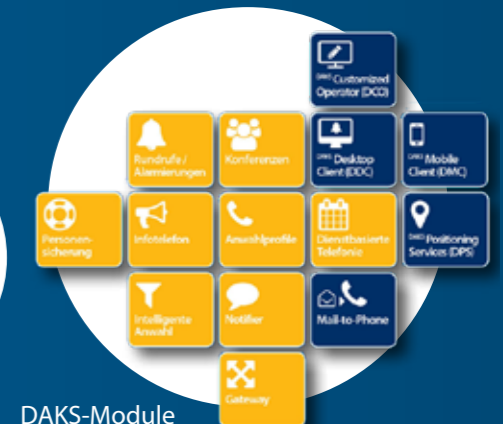 DAKS Customized
Operator (DCO)
Rundrufe /
Alarmierungen
Konferenzen
DAKS Desktop
Client (DDC)
DAKS Mobile
Client (DMC)
Personen-
sicherung
Infotelefon
Anwahlprofile
Dienstbasierte
Telefonie
DAKS Positioning
Services (DPS)
Intelligente
Anwahl
Notifier
Mail-to-Phone
Gateway
DAKS-Module